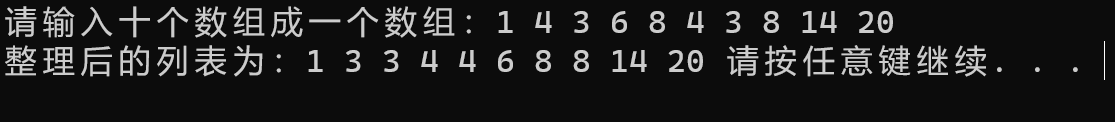 请输入十个数组成一个数组：1 4 3 6 8 4 3 8 14 20
整理后的列表为：1 3 3 4 4 6 8 8 14 20 请按任意键继续. . .